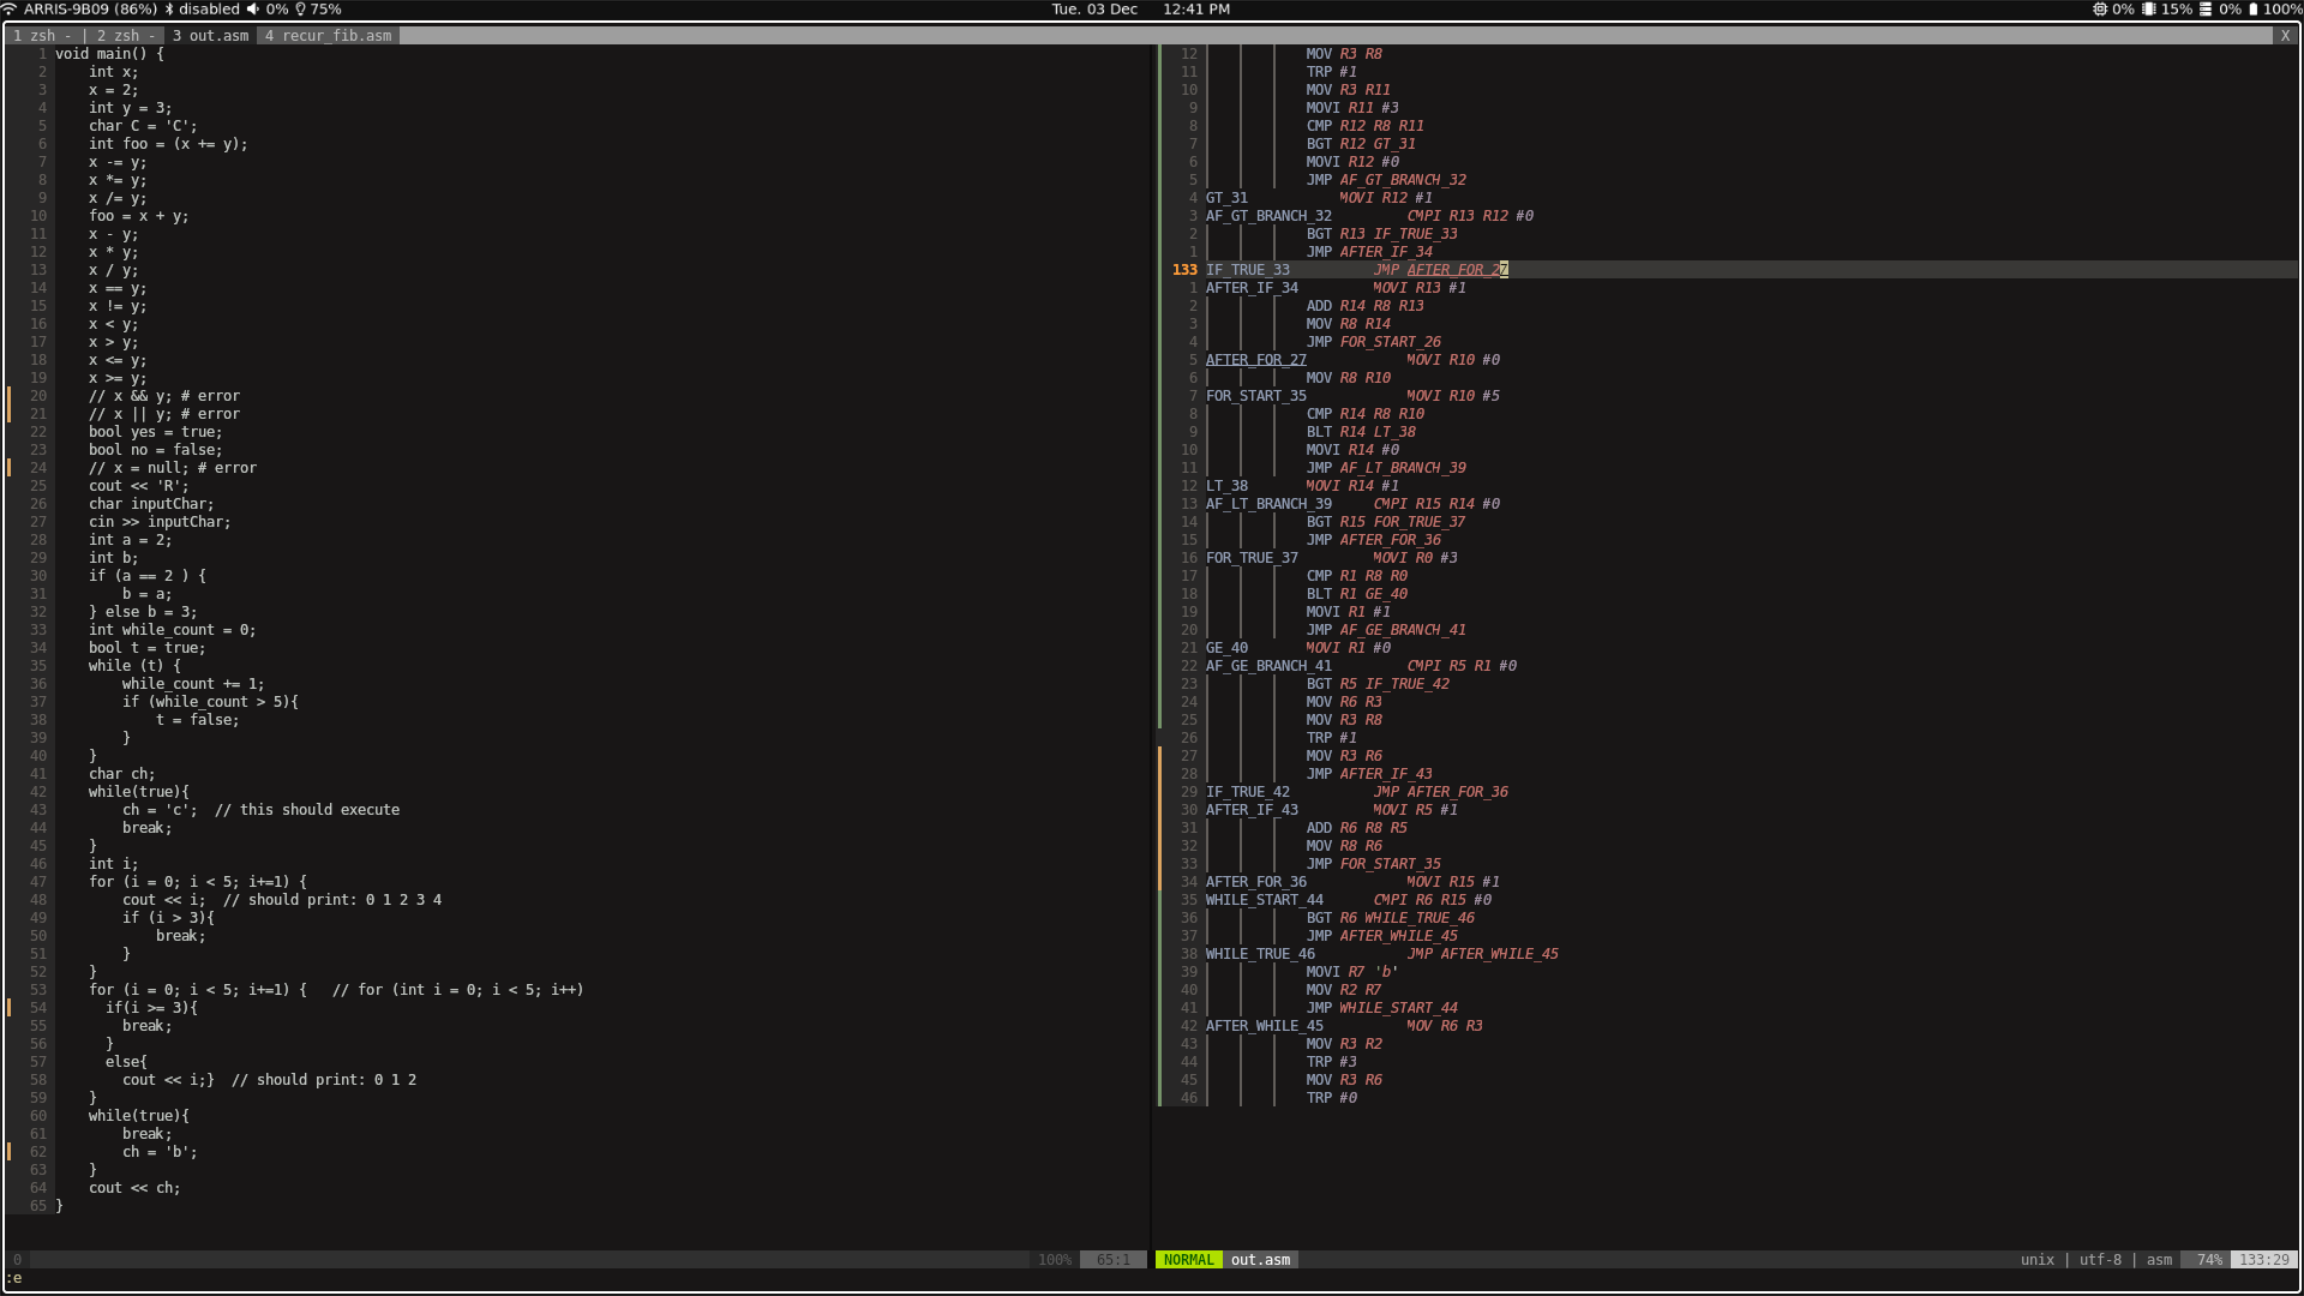 ARRIS-9B09 (86%) disabled 0% 75% Tue. 03 Dec 12:41 PM 0% 15% 0% 100%
1 zsh - | 2 zsh - 3 out.asm 4 recur_fib.asm X
1 void main() {
2 int x;
3 x = 2;
4 int y = 3;
5 char C = 'C';
6 int foo = (x += y);
7 x -= y;
8 x *= y;
9 x /= y;
10 foo = x + y;
11 x - y;
12 x * y;
13 x / y;
14 x == y;
15 x != y;
16 x < y;
17 x > y;
18 x <= y;
19 x >= y;
20 // x && y; # error
21 // x || y; # error
22 bool yes = true;
23 bool no = false;
24 // x = null; # error
25 cout << 'R';
26 char inputChar;
27 cin >> inputChar;
28 int a = 2;
29 int b;
30 if (a == 2 ) {
31 b = a;
32 } else b = 3;
33 int while_count = 0;
34 bool t = true;
35 while (t) {
36 while_count += 1;
37 if (while_count > 5){
38 t = false;
39 }
40 }
41 char ch;
42 while(true){
43 ch = 'c';  // this should execute
44 break;
45 }
46 int i;
47 for (i = 0; i < 5; i+=1) {
48 cout << i;  // should print: 0 1 2 3 4
49 if (i > 3){
50 break;
51 }
52 }
53 for (i = 0; i < 5; i+=1) {   // for (int i = 0; i < 5; i++)
54 if(i >= 3){
55 break;
56 }
57 else{
58 cout << i;}  // should print: 0 1 2
59 }
60 while(true){
61 break;
62 ch = 'b';
63 }
64 cout << ch;
65 }
0 100% 65:1
:e
12 MOV R3 R8
11 TRP #1
10 MOV R3 R11
9 MOVI R11 #3
8 CMP R12 R8 R11
7 BGT R12 GT_31
6 MOVI R12 #0
5 JMP AF_GT_BRANCH_32
4 GT_31 MOVI R12 #1
3 AF_GT_BRANCH_32 CMPI R13 R12 #0
2 BGT R13 IF_TRUE_33
1 JMP AFTER_IF_34
133 IF_TRUE_33 JMP AFTER_FOR_27
1 AFTER_IF_34 MOVI R13 #1
2 ADD R14 R8 R13
3 MOV R8 R14
4 JMP FOR_START_26
5 AFTER_FOR_27 MOVI R10 #0
6 MOV R8 R10
7 FOR_START_35 MOVI R10 #5
8 CMP R14 R8 R10
9 BLT R14 LT_38
10 MOVI R14 #0
11 JMP AF_LT_BRANCH_39
12 LT_38 MOVI R14 #1
13 AF_LT_BRANCH_39 CMPI R15 R14 #0
14 BGT R15 FOR_TRUE_37
15 JMP AFTER_FOR_36
16 FOR_TRUE_37 MOVI R0 #3
17 CMP R1 R8 R0
18 BLT R1 GE_40
19 MOVI R1 #1
20 JMP AF_GE_BRANCH_41
21 GE_40 MOVI R1 #0
22 AF_GE_BRANCH_41 CMPI R5 R1 #0
23 BGT R5 IF_TRUE_42
24 MOV R6 R3
25 MOV R3 R8
26 TRP #1
27 MOV R3 R6
28 JMP AFTER_IF_43
29 IF_TRUE_42 JMP AFTER_FOR_36
30 AFTER_IF_43 MOVI R5 #1
31 ADD R6 R8 R5
32 MOV R8 R6
33 JMP FOR_START_35
34 AFTER_FOR_36 MOVI R15 #1
35 WHILE_START_44 CMPI R6 R15 #0
36 BGT R6 WHILE_TRUE_46
37 JMP AFTER_WHILE_45
38 WHILE_TRUE_46 JMP AFTER_WHILE_45
39 MOVI R7 'b'
40 MOV R2 R7
41 JMP WHILE_START_44
42 AFTER_WHILE_45 MOV R6 R3
43 MOV R3 R2
44 TRP #3
45 MOV R3 R6
46 TRP #0
NORMAL out.asm unix | utf-8 | asm 74% 133:29